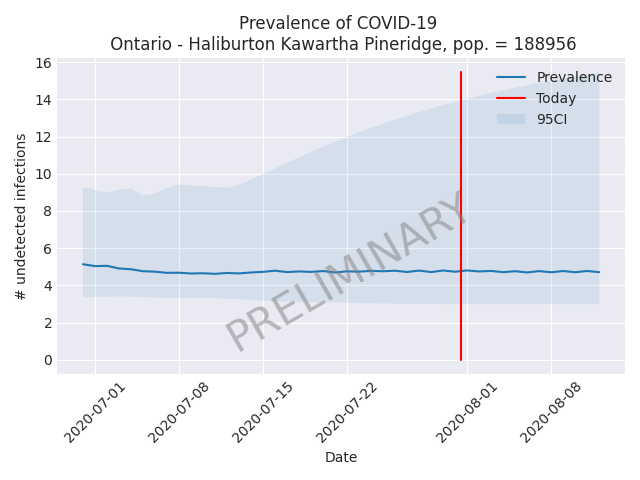 Prevalence of COVID-19
Ontario - Haliburton Kawartha Pineridge, pop. = 188956
# undetected infections
16
14
12
10
8
6
4
2
0
Prevalence
Today
95CI
PRELIMINARY
2020-07-01
2020-07-08
2020-07-15
2020-07-22
2020-08-01
2020-08-08
Date